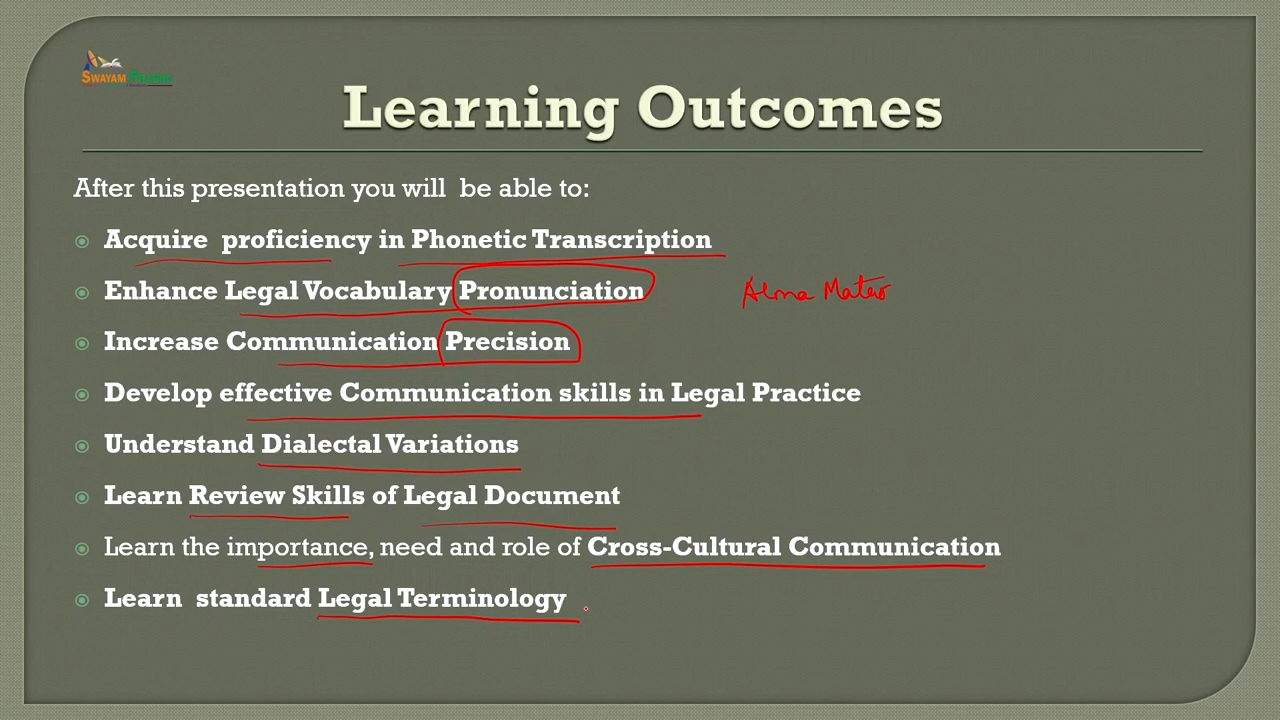 SWAYAM PRABHA
Learning Outcomes
After this presentation you will be able to:
Acquire proficiency in Phonetic Transcription
Enhance Legal Vocabulary Pronunciation
Alma Mater
Increase Communication Precision
Develop effective Communication skills in Legal Practice
Understand Dialectal Variations
Learn Review Skills of Legal Document
Learn the importance, need and role of Cross-Cultural Communication
Learn standard Legal Terminology